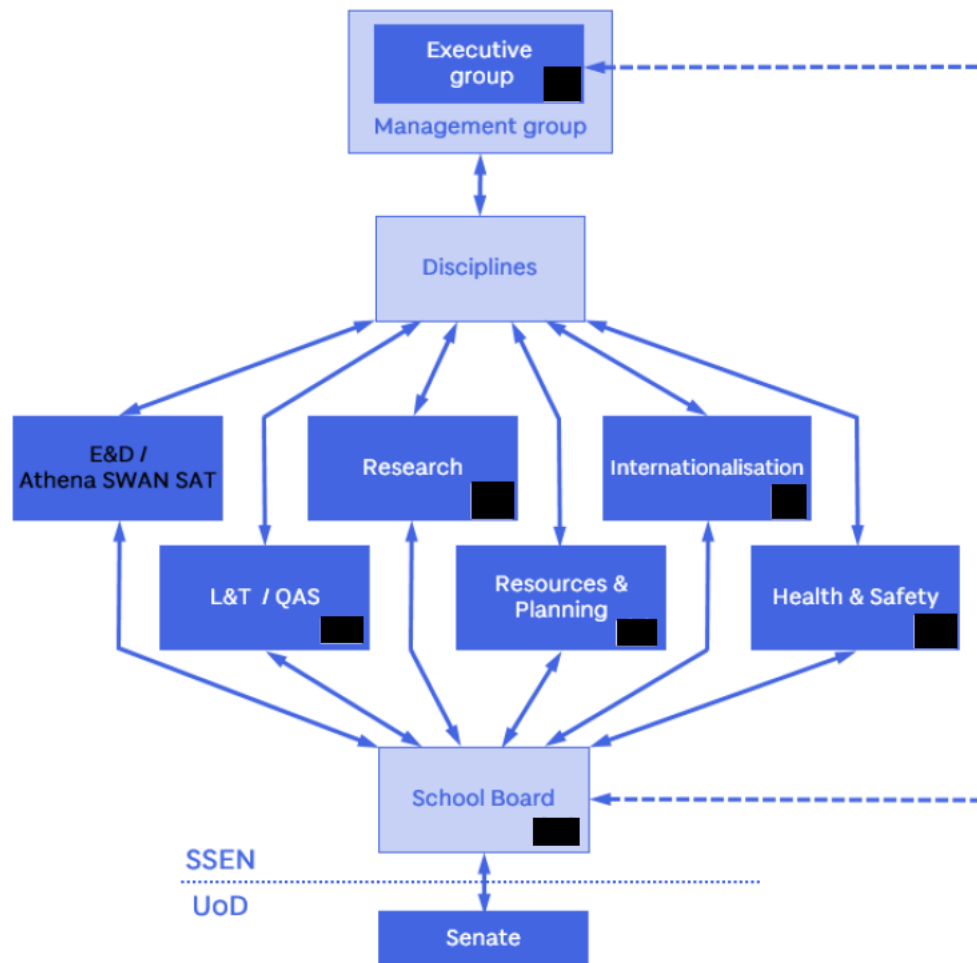 Executive
group
Management group
Disciplines
E&D /
Athena SWAN SAT
Research
Internationalisation
L&T / QAS
Resources &
Planning
Health & Safety
School Board
SSEN
UoD
Senate